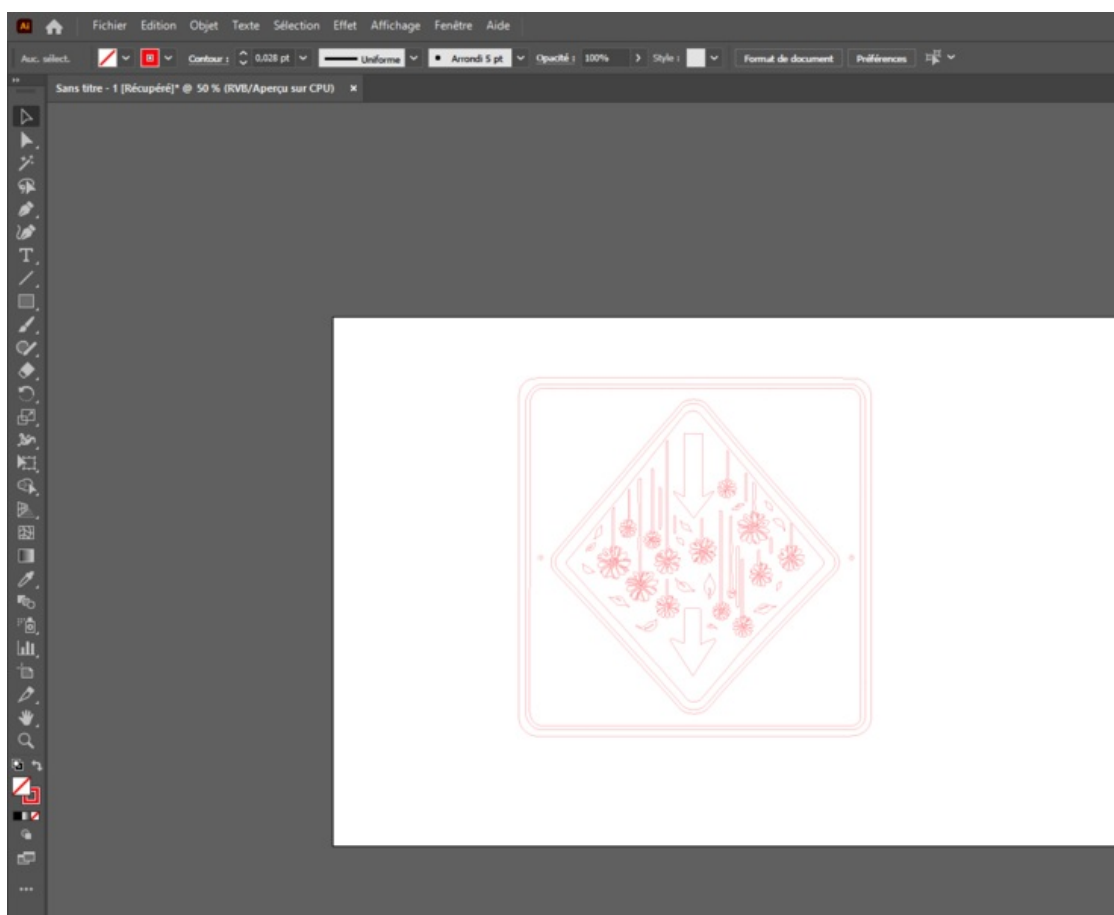 Ai Fichier Edition Objet Texte Sélection Effet Affichage Fenêtre Aide
Auc. sélect. Contour : 0,028 pt Uniforme Arrondi 5 pt Opacité : 100% Style : Format de document Préférences
Sans titre - 1 [Récupéré]* @ 50 % (RVB/Aperçu sur CPU) ×